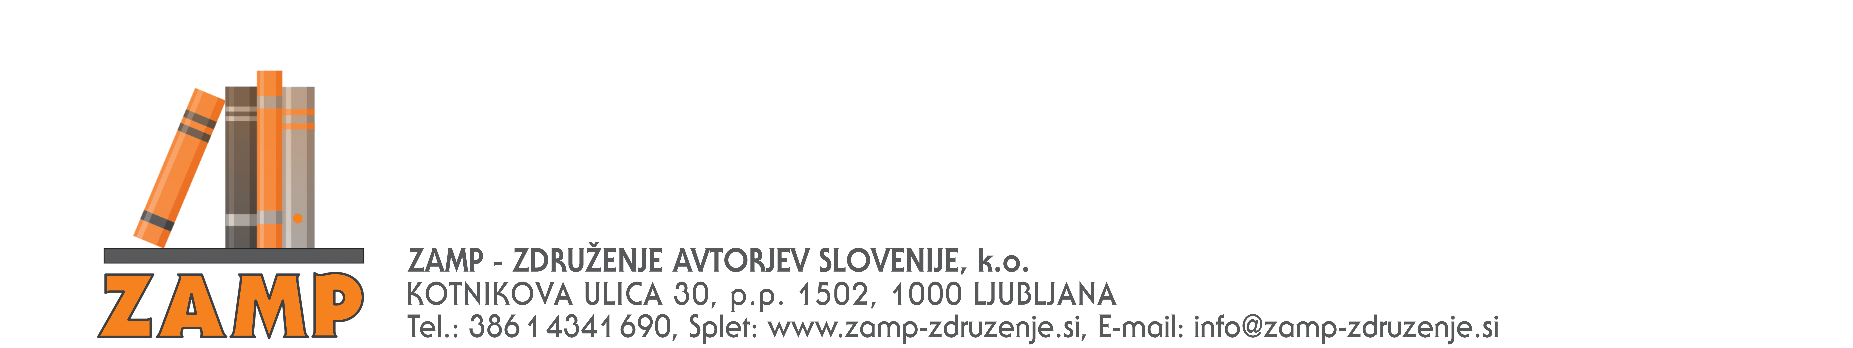 ZAMP
ZAMP - ZDRUŽENJE AVTORJEV SLOVENIJE, k.o.
KOTNIKOVA ULICA 30, p.p. 1502, 1000 LJUBLJANA
Tel.: 386 1 4341 690, Splet: www.zamp-zdruzenje.si, E-mail: info@zamp-zdruzenje.si